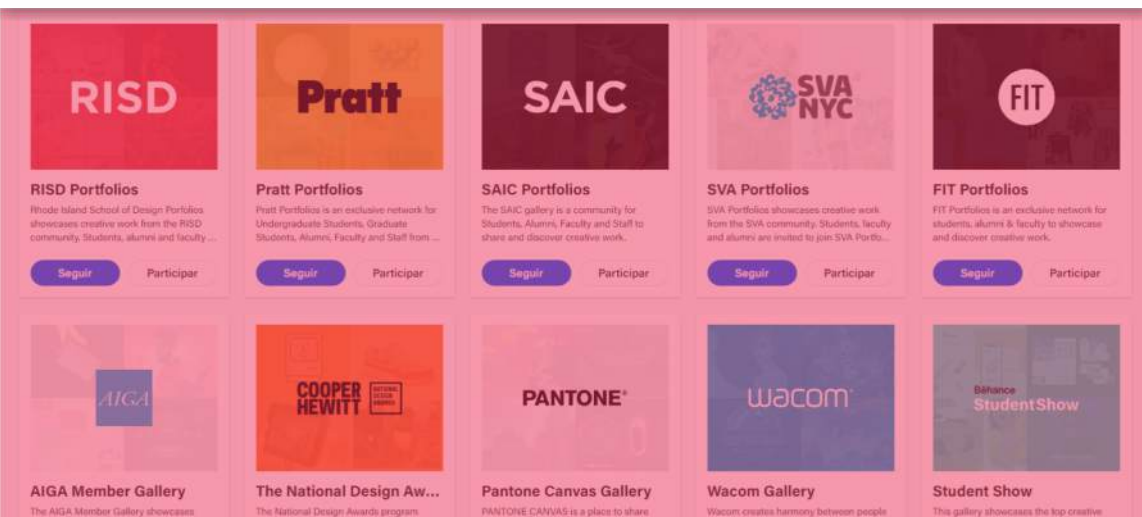 RISD
Pratt
SAIC
SVA
NYC
FIT
RISD Portfolios
Rhode Island School of Design Porfolios
showcases creative work from the RISD
community. Students, alumni and faculty ...
Seguir
Participar
Pratt Portfolios
Pratt Portfolios is an exclusive network for
Undergraduate Students, Graduate
Students, Alumni, Faculty and Staff from ...
Seguir
Participar
SAIC Portfolios
The SAIC gallery is a community for
Students, Alumni, Faculty and Staff to
share and discover creative work.
Seguir
Participar
SVA Portfolios
SVA Portfolios showcases creative work
from the SVA community. Students, faculty
and alumni are invited to join SVA Portfo...
Seguir
Participar
FIT Portfolios
FIT Portfolios is an exclusive network for
students, alumni & faculty to showcase
and discover creative work.
Seguir
Participar
AIGA
COOPER
HEWITT
NATIONAL
DESIGN
AWARDS
PANTONE®
wacom
Bēhance
StudentShow
AIGA Member Gallery
The AIGA Member Gallery showcases
The National Design Aw...
The National Design Awards program
Pantone Canvas Gallery
PANTONE CANVAS is a place to share
Wacom Gallery
Wacom creates harmony between people
Student Show
This gallery showcases the top creative